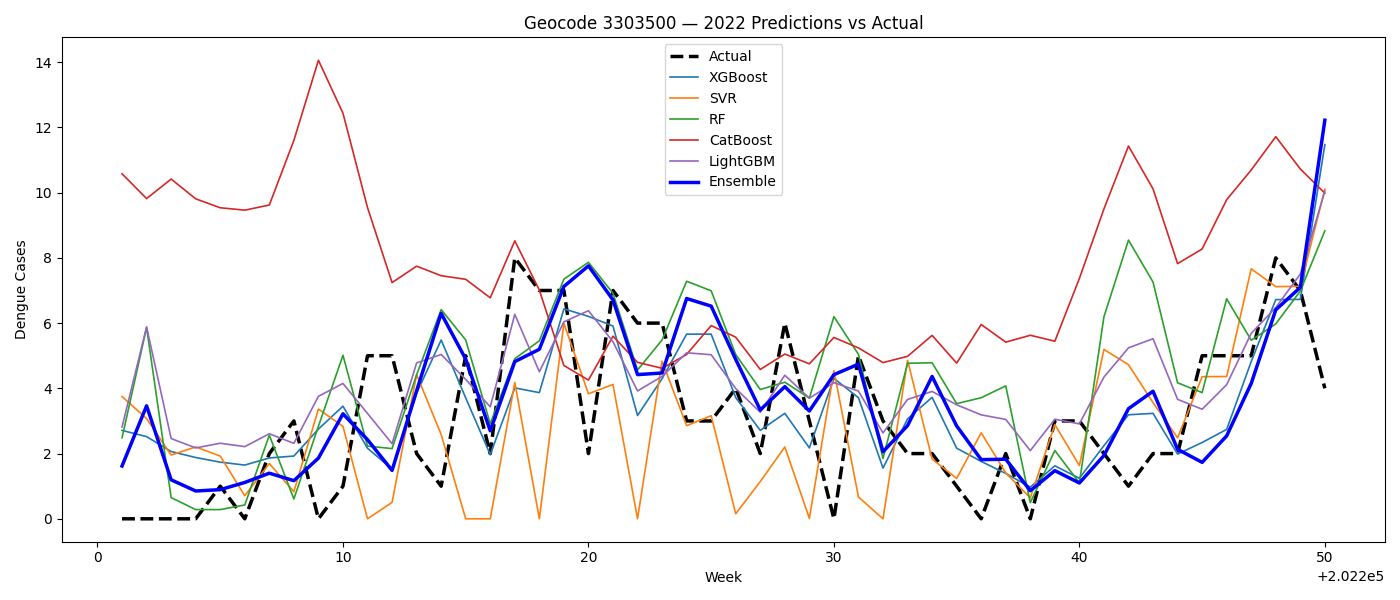 Geocode 3303500 — 2022 Predictions vs Actual
14
12
10
8
6
4
2
0
Dengue Cases
Actual
XGBoost
SVR
RF
CatBoost
LightGBM
Ensemble
0 10 20 30 40 50
Week
+2.022e5